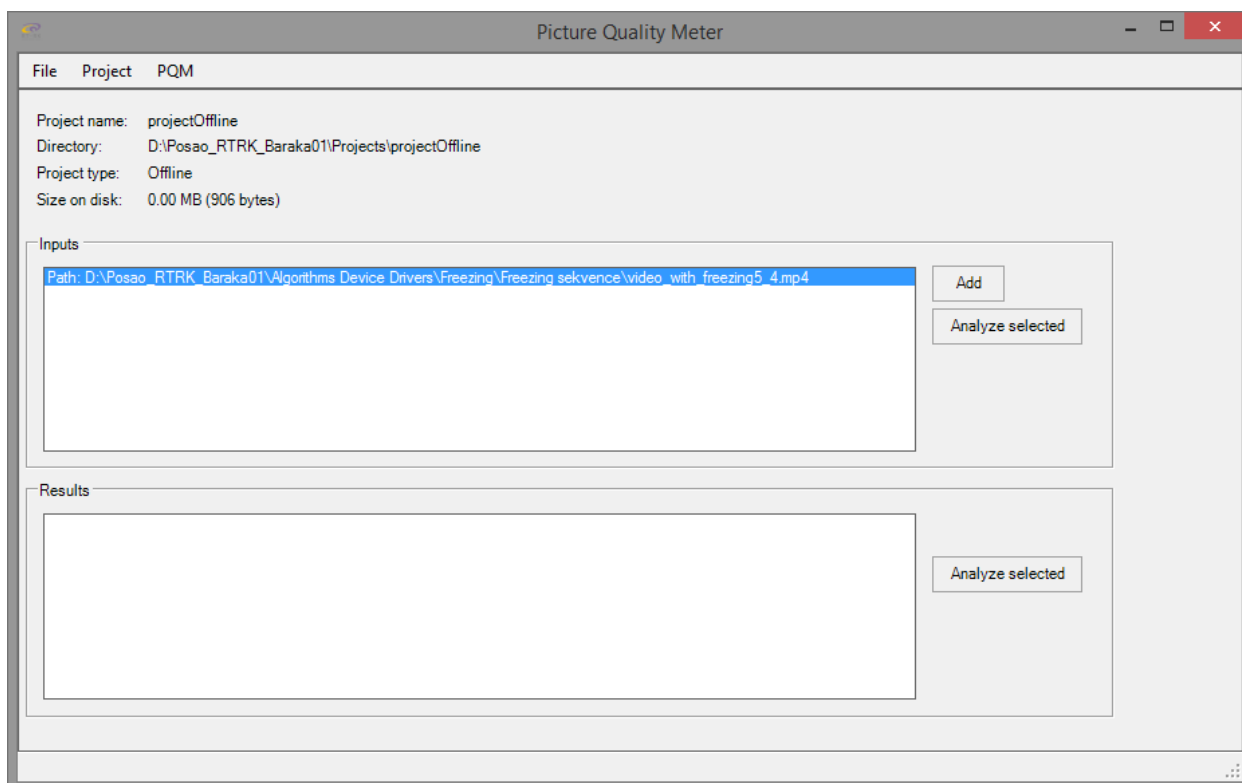 Picture Quality Meter
File Project PQM
Project name: projectOffline
Directory: D:\Posao_RTRK_Baraka01\Projects\projectOffline
Project type: Offline
Size on disk: 0.00 MB (906 bytes)
Inputs
Path: D:\Posao_RTRK_Baraka01\Algorithms Device Drivers\Freezing\Freezing sekvence\video_with_freezing5_4.mp4
Add
Analyze selected
Results
Analyze selected